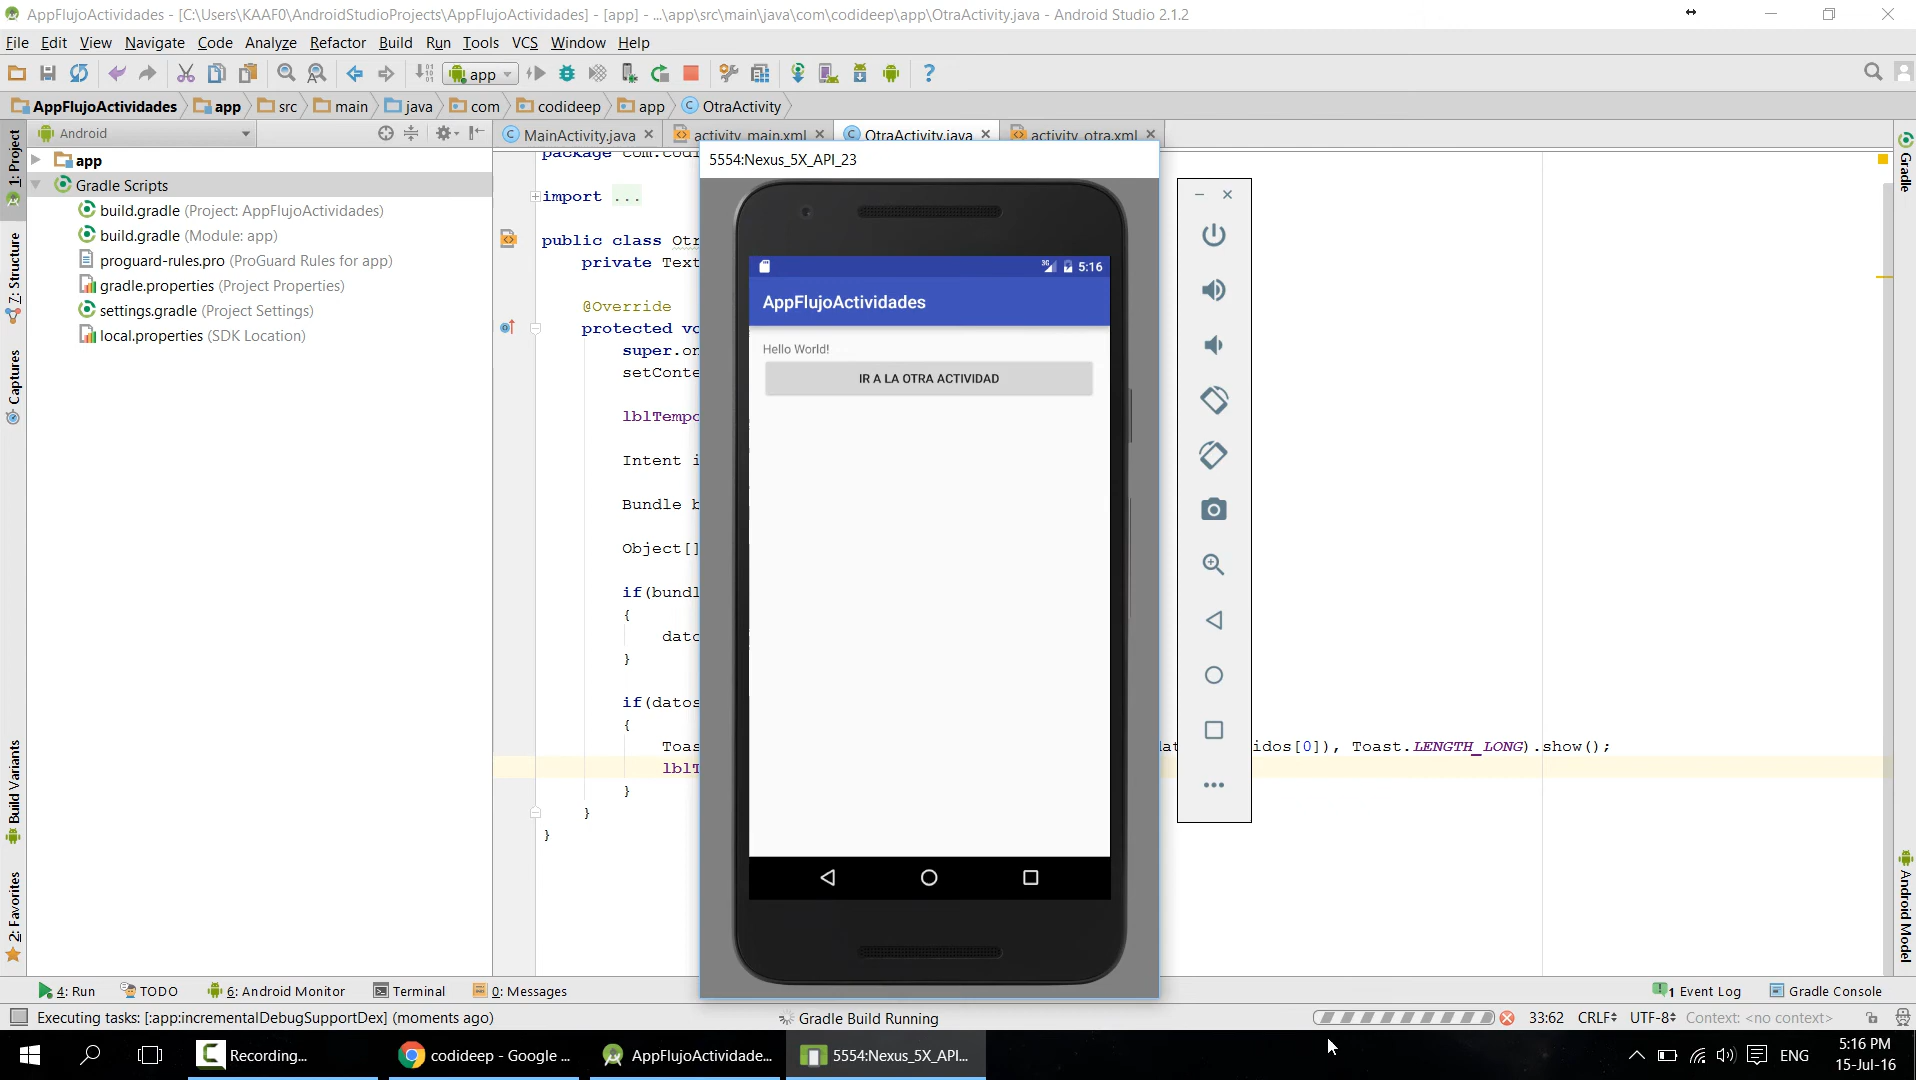 AppFlujoActividades - [C:\Users\KAAF0\AndroidStudioProjects\AppFlujoActividades] - [app] - ...\app\src\main\java\com\codideep\app\OtraActivity.java - Android Studio 2.1.2
File Edit View Navigate Code Analyze Refactor Build Run Tools VCS Window Help
app
AppFlujoActividades app src main java com codideep app OtraActivity
1: Project
7: Structure
Captures
Build Variants
2: Favorites
Android
app
Gradle Scripts
build.gradle (Project: AppFlujoActividades)
build.gradle (Module: app)
proguard-rules.pro (ProGuard Rules for app)
gradle.properties (Project Properties)
settings.gradle (Project Settings)
local.properties (SDK Location)
MainActivity.java activity_main.xml OtraActivity.java activity_otra.xml
package com.codi
import ...
public class Otr
private Text
@Override
protected vo
super.on
setConte
lblTempo
Intent i
Bundle b
Object[]
if(bundl
{
dato
}
if(datos
{
Toas idos[0]), Toast.LENGTH_LONG).show();
lblT
}
}
}
5554:Nexus_5X_API_23
3G 5:16
AppFlujoActividades
Hello World!
IR A LA OTRA ACTIVIDAD
Gradle
Android Model
4: Run TODO 6: Android Monitor Terminal 0: Messages 1 Event Log Gradle Console
Executing tasks: [:app:incrementalDebugSupportDex] (moments ago) Gradle Build Running 33:62 CRLF UTF-8 Context: <no context>
Recording... codideep - Google ... AppFlujoActividade... 5554:Nexus_5X_API... ENG
5:16 PM
15-Jul-16